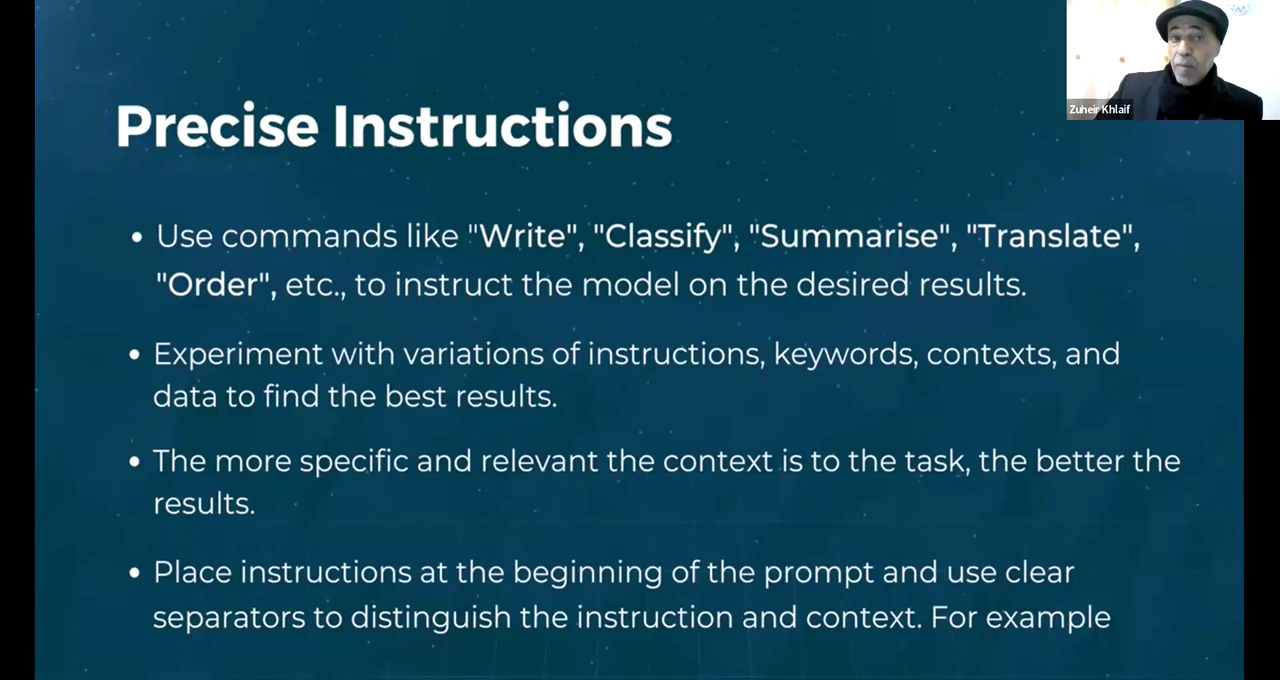 Precise Instructions
• Use commands like "Write", "Classify", "Summarise", "Translate",
"Order", etc., to instruct the model on the desired results.
• Experiment with variations of instructions, keywords, contexts, and
data to find the best results.
• The more specific and relevant the context is to the task, the better the
results.
• Place instructions at the beginning of the prompt and use clear
separators to distinguish the instruction and context. For example
Zuheir Khlaif